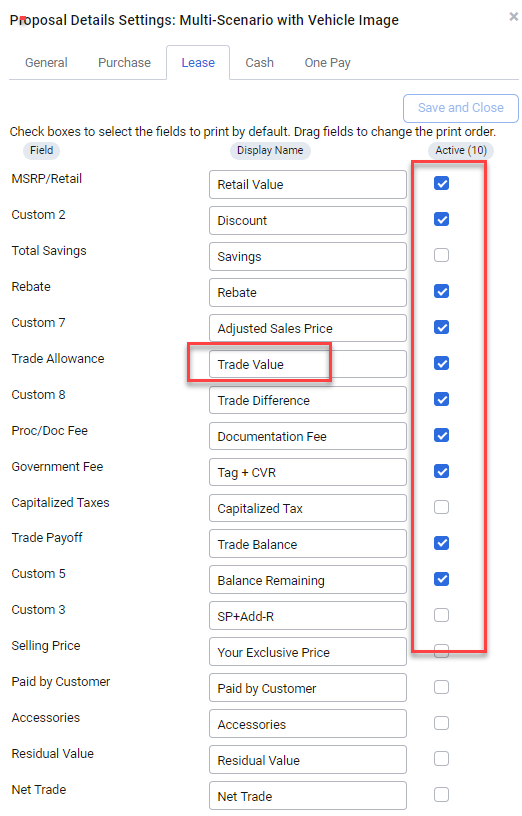 Proposal Details Settings: Multi-Scenario with Vehicle Image ×
General Purchase Lease Cash One Pay
Save and Close
Check boxes to select the fields to print by default. Drag fields to change the print order.
Field Display Name Active (10)
MSRP/Retail Retail Value
Custom 2 Discount
Total Savings Savings
Rebate Rebate
Custom 7 Adjusted Sales Price
Trade Allowance Trade Value
Custom 8 Trade Difference
Proc/Doc Fee Documentation Fee
Government Fee Tag + CVR
Capitalized Taxes Capitalized Tax
Trade Payoff Trade Balance
Custom 5 Balance Remaining
Custom 3 SP+Add-R
Selling Price Your Exclusive Price
Paid by Customer Paid by Customer
Accessories Accessories
Residual Value Residual Value
Net Trade Net Trade